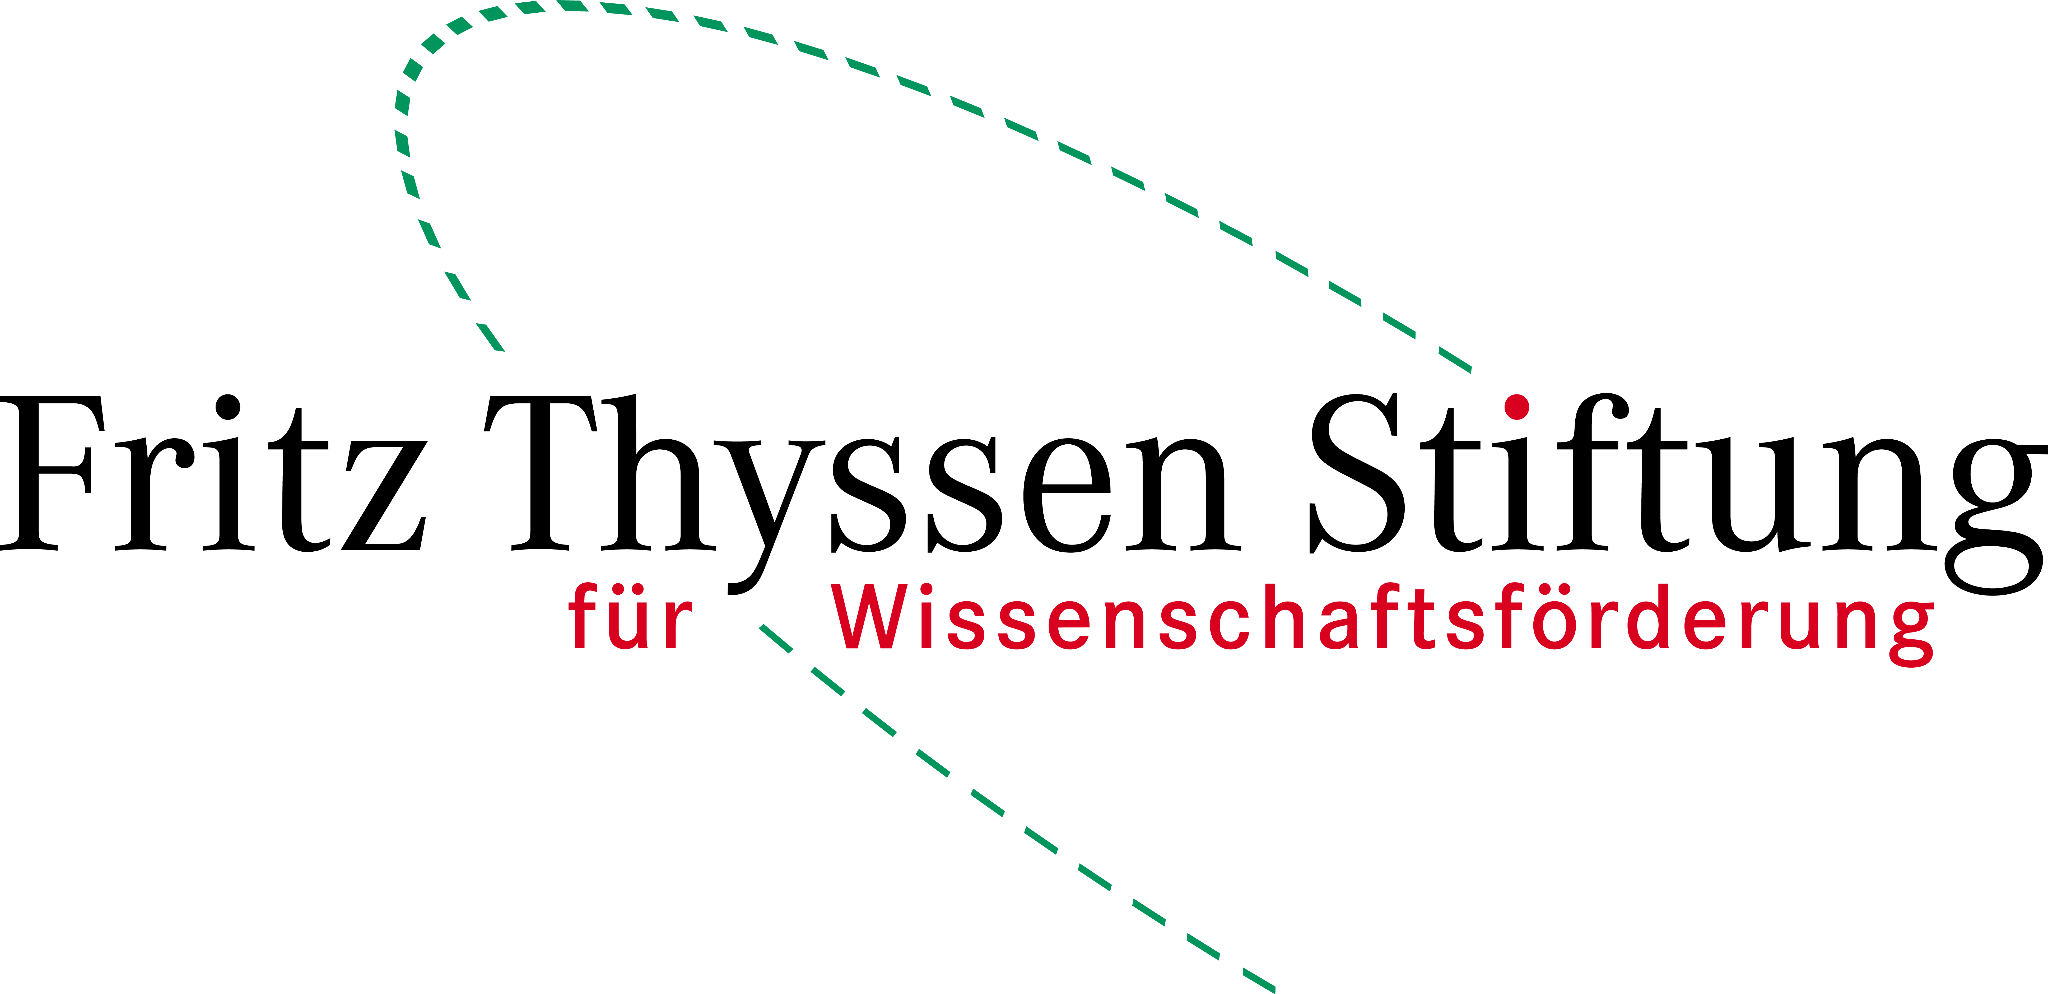 Fritz Thyssen Stiftung
für Wissenschaftsförderung